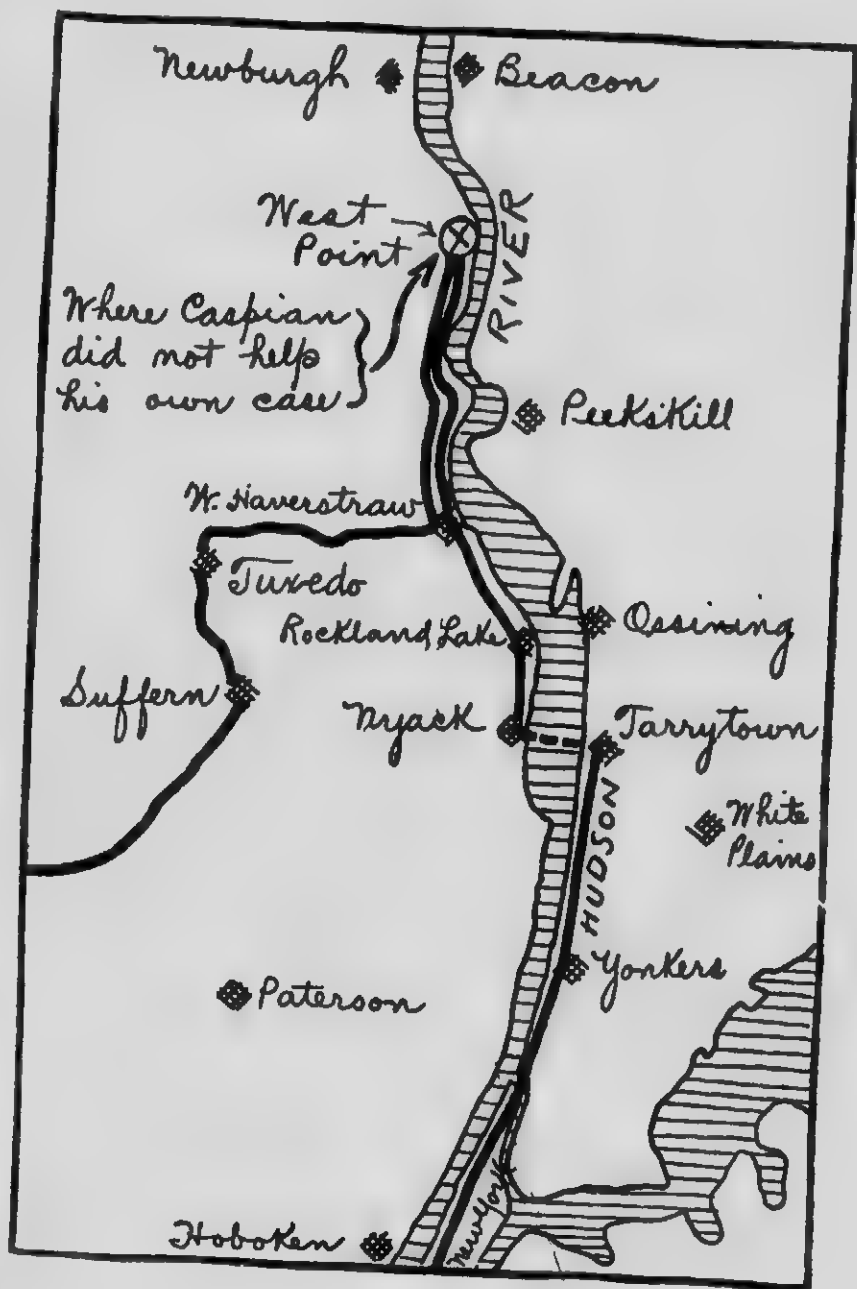 Newburgh
Beacon
West
Point
RIVER
Where Caspian
did not help
his own case
Peekskill
W. Haverstraw
Tuxedo
Rockland Lake
Ossining
Suffern
Nyack
Tarrytown
HUDSON
White
Plains
Yonkers
Paterson
New York
Hoboken